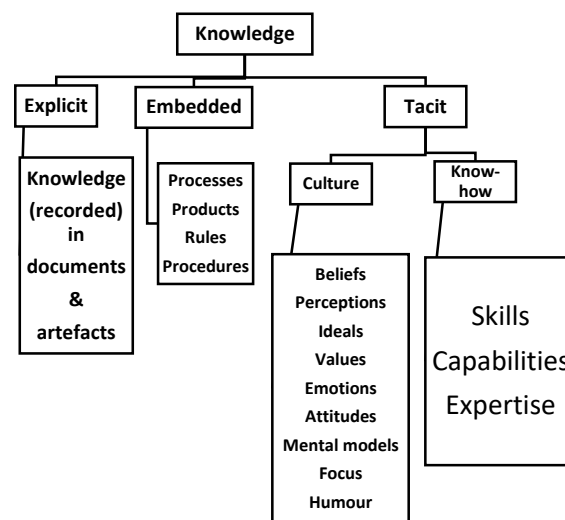 Knowledge
Explicit
Embedded
Tacit
Knowledge
(recorded)
in
documents
&
artefacts
Processes
Products
Rules
Procedures
Culture
Know-
how
Beliefs
Perceptions
Ideals
Values
Emotions
Attitudes
Mental models
Focus
Humour
Skills
Capabilities
Expertise